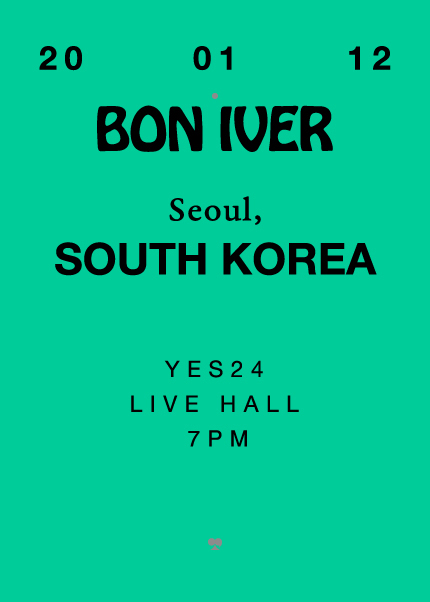 20 01 12
BON IVER
Seoul,
SOUTH KOREA
YES24
LIVE HALL
7PM